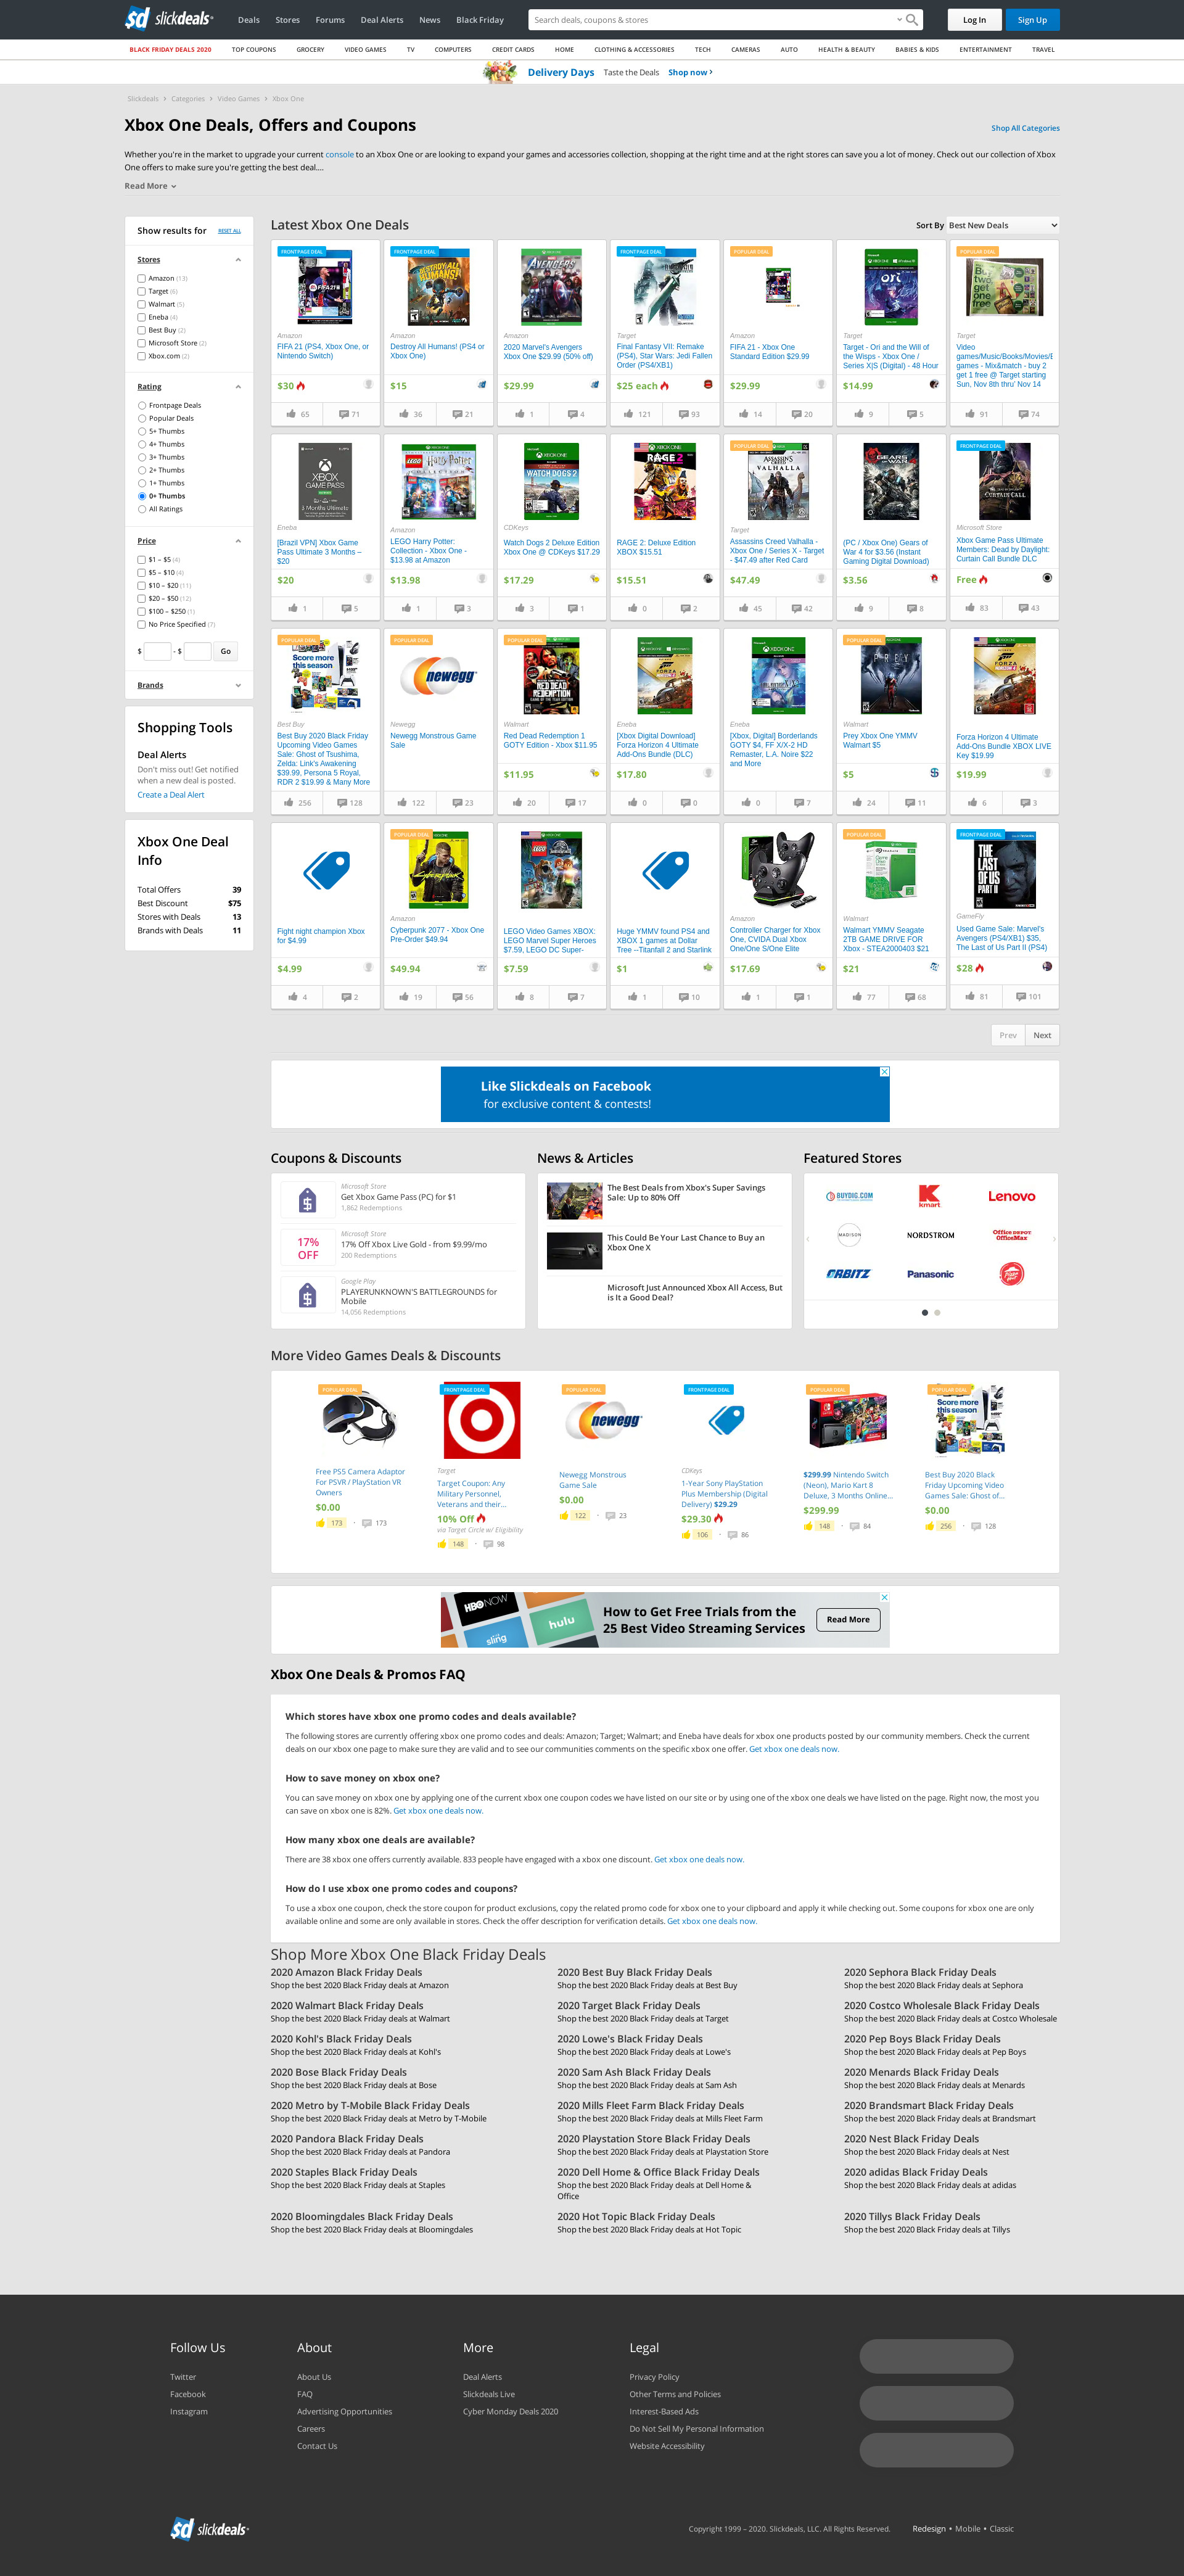 slickdeals
Deals
Stores
Forums
Deal Alerts
News
Black Friday
Search deals, coupons & stores
Log In
Sign Up
BLACK FRIDAY DEALS 2020
TOP COUPONS
GROCERY
VIDEO GAMES
TV
COMPUTERS
CREDIT CARDS
HOME
CLOTHING & ACCESSORIES
TECH
CAMERAS
AUTO
HEALTH & BEAUTY
BABIES & KIDS
ENTERTAINMENT
TRAVEL
Delivery Days Taste the Deals Shop now ›
Slickdeals › Categories › Video Games › Xbox One
Xbox One Deals, Offers and Coupons
Shop All Categories
Whether you're in the market to upgrade your current console to an Xbox One or are looking to expand your games and accessories collection, shopping at the right time and at the right stores can save you a lot of money. Check out our collection of Xbox
One offers to make sure you're getting the best deal....
Read More
Show results for
RESET ALL
Stores
Amazon (13)
Target (6)
Walmart (5)
Eneba (4)
Best Buy (2)
Microsoft Store (2)
Xbox.com (2)
Rating
Frontpage Deals
Popular Deals
5+ Thumbs
4+ Thumbs
3+ Thumbs
2+ Thumbs
1+ Thumbs
0+ Thumbs
All Ratings
Price
$1 – $5 (4)
$5 – $10 (4)
$10 – $20 (11)
$20 – $50 (12)
$100 – $250 (1)
No Price Specified (7)
$ - $ Go
Brands
Shopping Tools
Deal Alerts
Don't miss out! Get notified
when a new deal is posted.
Create a Deal Alert
Xbox One Deal
Info
Total Offers 39
Best Discount $75
Stores with Deals 13
Brands with Deals 11
Latest Xbox One Deals
Sort By Best New Deals
FRONTPAGE DEAL
Amazon
FIFA 21 (PS4, Xbox One, or
Nintendo Switch)
$30
65 71
FRONTPAGE DEAL
Amazon
Destroy All Humans! (PS4 or
Xbox One)
$15
36 21
Amazon
2020 Marvel's Avengers
Xbox One $29.99 (50% off)
$29.99
1 4
FRONTPAGE DEAL
Target
Final Fantasy VII: Remake
(PS4), Star Wars: Jedi Fallen
Order (PS4/XB1)
$25 each
121 93
POPULAR DEAL
Amazon
FIFA 21 - Xbox One
Standard Edition $29.99
$29.99
14 20
Target
Target - Ori and the Will of
the Wisps - Xbox One /
Series X|S (Digital) - 48 Hour
$14.99
9 5
POPULAR DEAL
Target
Video
games/Music/Books/Movies/E
games - Mix&match - buy 2
get 1 free @ Target starting
Sun, Nov 8th thru' Nov 14
91 74
XBOX
GAME PASS
Eneba
[Brazil VPN] Xbox Game
Pass Ultimate 3 Months –
$20
$20
1 5
Amazon
LEGO Harry Potter:
Collection - Xbox One -
$13.98 at Amazon
$13.98
1 3
WATCH DOGS 2
CDKeys
Watch Dogs 2 Deluxe Edition
Xbox One @ CDKeys $17.29
$17.29
3 1
RAGE 2
RAGE 2: Deluxe Edition
XBOX $15.51
$15.51
0 2
POPULAR DEAL
VALHALLA
Target
Assassins Creed Valhalla -
Xbox One / Series X - Target
- $47.49 after Red Card
$47.49
45 42
(PC / Xbox One) Gears of
War 4 for $3.56 (Instant
Gaming Digital Download)
$3.56
9 8
FRONTPAGE DEAL
CURTAIN CALL
Microsoft Store
Xbox Game Pass Ultimate
Members: Dead by Daylight:
Curtain Call Bundle DLC
Free
83 43
POPULAR DEAL
Score more
this season.
Best Buy
Best Buy 2020 Black Friday
Upcoming Video Games
Sale: Ghost of Tsushima,
Zelda: Link's Awakening
$39.99, Persona 5 Royal,
RDR 2 $19.99 & Many More
256 128
POPULAR DEAL
newegg
Newegg
Newegg Monstrous Game
Sale
122 23
POPULAR DEAL
RED DEAD
REDEMPTION
Walmart
Red Dead Redemption 1
GOTY Edition - Xbox $11.95
$11.95
20 17
Eneba
[Xbox Digital Download]
Forza Horizon 4 Ultimate
Add-Ons Bundle (DLC)
$17.80
0 0
Eneba
[Xbox, Digital] Borderlands
GOTY $4, FF X/X-2 HD
Remaster, L.A. Noire $22
and More
0 7
POPULAR DEAL
PREY
Walmart
Prey Xbox One YMMV
Walmart $5
$5
24 11
Forza Horizon 4 Ultimate
Add-Ons Bundle XBOX LIVE
Key $19.99
$19.99
6 3
Fight night champion Xbox
for $4.99
$4.99
4 2
POPULAR DEAL
Amazon
Cyberpunk 2077 - Xbox One
Pre-Order $49.94
$49.94
19 56
LEGO Video Games XBOX:
LEGO Marvel Super Heroes
$7.59, LEGO DC Super-
$7.59
8 7
Huge YMMV found PS4 and
XBOX 1 games at Dollar
Tree --Titanfall 2 and Starlink
$1
1 10
Amazon
Controller Charger for Xbox
One, CVIDA Dual Xbox
One/One S/One Elite
$17.69
1 1
POPULAR DEAL
Walmart
Walmart YMMV Seagate
2TB GAME DRIVE FOR
Xbox - STEA2000403 $21
$21
77 68
FRONTPAGE DEAL
THE
LAST
OF US
PART II
GameFly
Used Game Sale: Marvel's
Avengers (PS4/XB1) $35,
The Last of Us Part II (PS4)
$28
81 101
Prev Next
Like Slickdeals on Facebook
for exclusive content & contests!
Coupons & Discounts
Microsoft Store
Get Xbox Game Pass (PC) for $1
1,862 Redemptions
17%
OFF
Microsoft Store
17% Off Xbox Live Gold - from $9.99/mo
200 Redemptions
Google Play
PLAYERUNKNOWN'S BATTLEGROUNDS for
Mobile
14,056 Redemptions
News & Articles
The Best Deals from Xbox's Super Savings
Sale: Up to 80% Off
This Could Be Your Last Chance to Buy an
Xbox One X
Microsoft Just Announced Xbox All Access, But
is It a Good Deal?
Featured Stores
BUYDIG.COM
kmart
Lenovo
MADISON
NORDSTROM
Office DEPOT
OfficeMax
ORBITZ
Panasonic
More Video Games Deals & Discounts
POPULAR DEAL
Free PS5 Camera Adaptor
For PSVR / PlayStation VR
Owners
$0.00
173 · 173
FRONTPAGE DEAL
Target
Target Coupon: Any
Military Personnel,
Veterans and their...
10% Off
via Target Circle w/ Eligibility
148 · 98
POPULAR DEAL
newegg
Newegg Monstrous
Game Sale
$0.00
122 · 23
FRONTPAGE DEAL
CDKeys
1-Year Sony PlayStation
Plus Membership (Digital
Delivery) $29.29
$29.30
106 · 86
POPULAR DEAL
$299.99 Nintendo Switch
(Neon), Mario Kart 8
Deluxe, 3 Months Online...
$299.99
148 · 84
POPULAR DEAL
Score more
this season.
Best Buy 2020 Black
Friday Upcoming Video
Games Sale: Ghost of...
$0.00
256 · 128
HBO NOW
hulu
sling
How to Get Free Trials from the
25 Best Video Streaming Services
Read More
Xbox One Deals & Promos FAQ
Which stores have xbox one promo codes and deals available?
The following stores are currently offering xbox one promo codes and deals: Amazon; Target; Walmart; and Eneba have deals for xbox one products posted by our community members. Check the current
deals on our xbox one page to make sure they are valid and to see our communities comments on the specific xbox one offer. Get xbox one deals now.
How to save money on xbox one?
You can save money on xbox one by applying one of the current xbox one coupon codes we have listed on our site or by using one of the xbox one deals we have listed on the page. Right now, the most you
can save on xbox one is 82%. Get xbox one deals now.
How many xbox one deals are available?
There are 38 xbox one offers currently available. 833 people have engaged with a xbox one discount. Get xbox one deals now.
How do I use xbox one promo codes and coupons?
To use a xbox one coupon, check the store coupon for product exclusions, copy the related promo code for xbox one to your clipboard and apply it while checking out. Some coupons for xbox one are only
available online and some are only available in stores. Check the offer description for verification details. Get xbox one deals now.
Shop More Xbox One Black Friday Deals
2020 Amazon Black Friday Deals
Shop the best 2020 Black Friday deals at Amazon
2020 Best Buy Black Friday Deals
Shop the best 2020 Black Friday deals at Best Buy
2020 Sephora Black Friday Deals
Shop the best 2020 Black Friday deals at Sephora
2020 Walmart Black Friday Deals
Shop the best 2020 Black Friday deals at Walmart
2020 Target Black Friday Deals
Shop the best 2020 Black Friday deals at Target
2020 Costco Wholesale Black Friday Deals
Shop the best 2020 Black Friday deals at Costco Wholesale
2020 Kohl's Black Friday Deals
Shop the best 2020 Black Friday deals at Kohl's
2020 Lowe's Black Friday Deals
Shop the best 2020 Black Friday deals at Lowe's
2020 Pep Boys Black Friday Deals
Shop the best 2020 Black Friday deals at Pep Boys
2020 Bose Black Friday Deals
Shop the best 2020 Black Friday deals at Bose
2020 Sam Ash Black Friday Deals
Shop the best 2020 Black Friday deals at Sam Ash
2020 Menards Black Friday Deals
Shop the best 2020 Black Friday deals at Menards
2020 Metro by T-Mobile Black Friday Deals
Shop the best 2020 Black Friday deals at Metro by T-Mobile
2020 Mills Fleet Farm Black Friday Deals
Shop the best 2020 Black Friday deals at Mills Fleet Farm
2020 Brandsmart Black Friday Deals
Shop the best 2020 Black Friday deals at Brandsmart
2020 Pandora Black Friday Deals
Shop the best 2020 Black Friday deals at Pandora
2020 Playstation Store Black Friday Deals
Shop the best 2020 Black Friday deals at Playstation Store
2020 Nest Black Friday Deals
Shop the best 2020 Black Friday deals at Nest
2020 Staples Black Friday Deals
Shop the best 2020 Black Friday deals at Staples
2020 Dell Home & Office Black Friday Deals
Shop the best 2020 Black Friday deals at Dell Home &
Office
2020 adidas Black Friday Deals
Shop the best 2020 Black Friday deals at adidas
2020 Bloomingdales Black Friday Deals
Shop the best 2020 Black Friday deals at Bloomingdales
2020 Hot Topic Black Friday Deals
Shop the best 2020 Black Friday deals at Hot Topic
2020 Tillys Black Friday Deals
Shop the best 2020 Black Friday deals at Tillys
Follow Us
Twitter
Facebook
Instagram
About
About Us
FAQ
Advertising Opportunities
Careers
Contact Us
More
Deal Alerts
Slickdeals Live
Cyber Monday Deals 2020
Legal
Privacy Policy
Other Terms and Policies
Interest-Based Ads
Do Not Sell My Personal Information
Website Accessibility
slickdeals
Copyright 1999 – 2020. Slickdeals, LLC. All Rights Reserved.
Redesign • Mobile • Classic